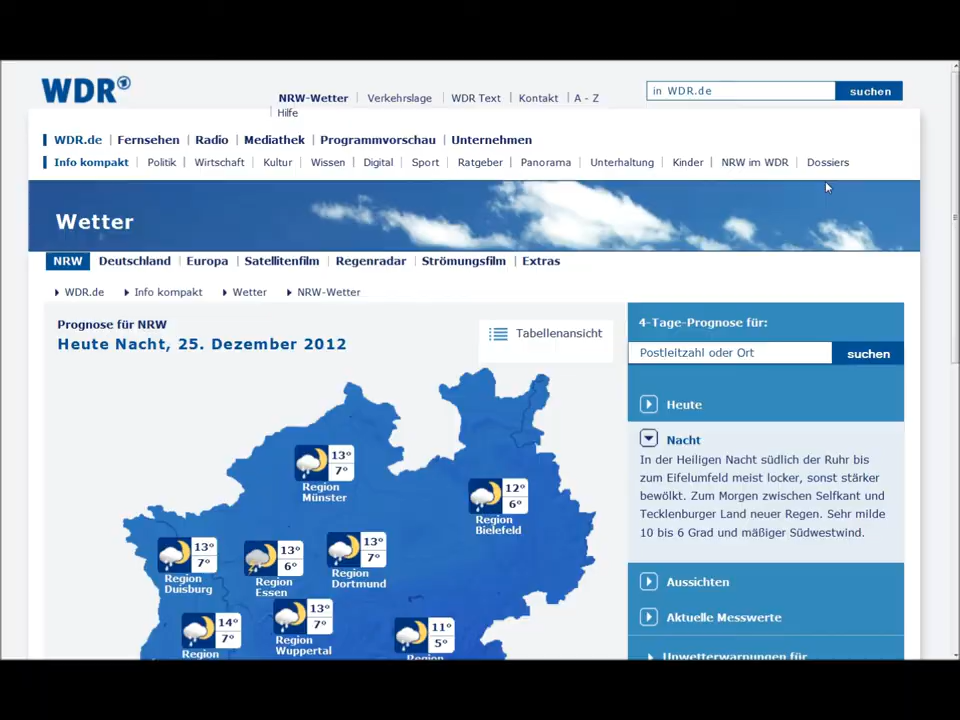 WDR
NRW-Wetter Verkehrslage WDR Text Kontakt A - Z
Hilfe
in WDR.de suchen
WDR.de Fernsehen Radio Mediathek Programmvorschau Unternehmen
Info kompakt Politik Wirtschaft Kultur Wissen Digital Sport Ratgeber Panorama Unterhaltung Kinder NRW im WDR Dossiers
Wetter
NRW Deutschland Europa Satellitenfilm Regenradar Strömungsfilm Extras
WDR.de Info kompakt Wetter NRW-Wetter
Prognose für NRW
Heute Nacht, 25. Dezember 2012
Tabellenansicht
13°
7°
Region
Münster
12°
6°
Region
Bielefeld
13°
7°
Region
Duisburg
13°
6°
Region
Essen
13°
7°
Region
Dortmund
14°
7°
Region
13°
7°
Region
Wuppertal
11°
5°
Region
4-Tage-Prognose für:
Postleitzahl oder Ort suchen
Heute
Nacht
In der Heiligen Nacht südlich der Ruhr bis
zum Eifelumfeld meist locker, sonst stärker
bewölkt. Zum Morgen zwischen Selfkant und
Tecklenburger Land neuer Regen. Sehr milde
10 bis 6 Grad und mäßiger Südwestwind.
Aussichten
Aktuelle Messwerte
Unwetterwarnungen für